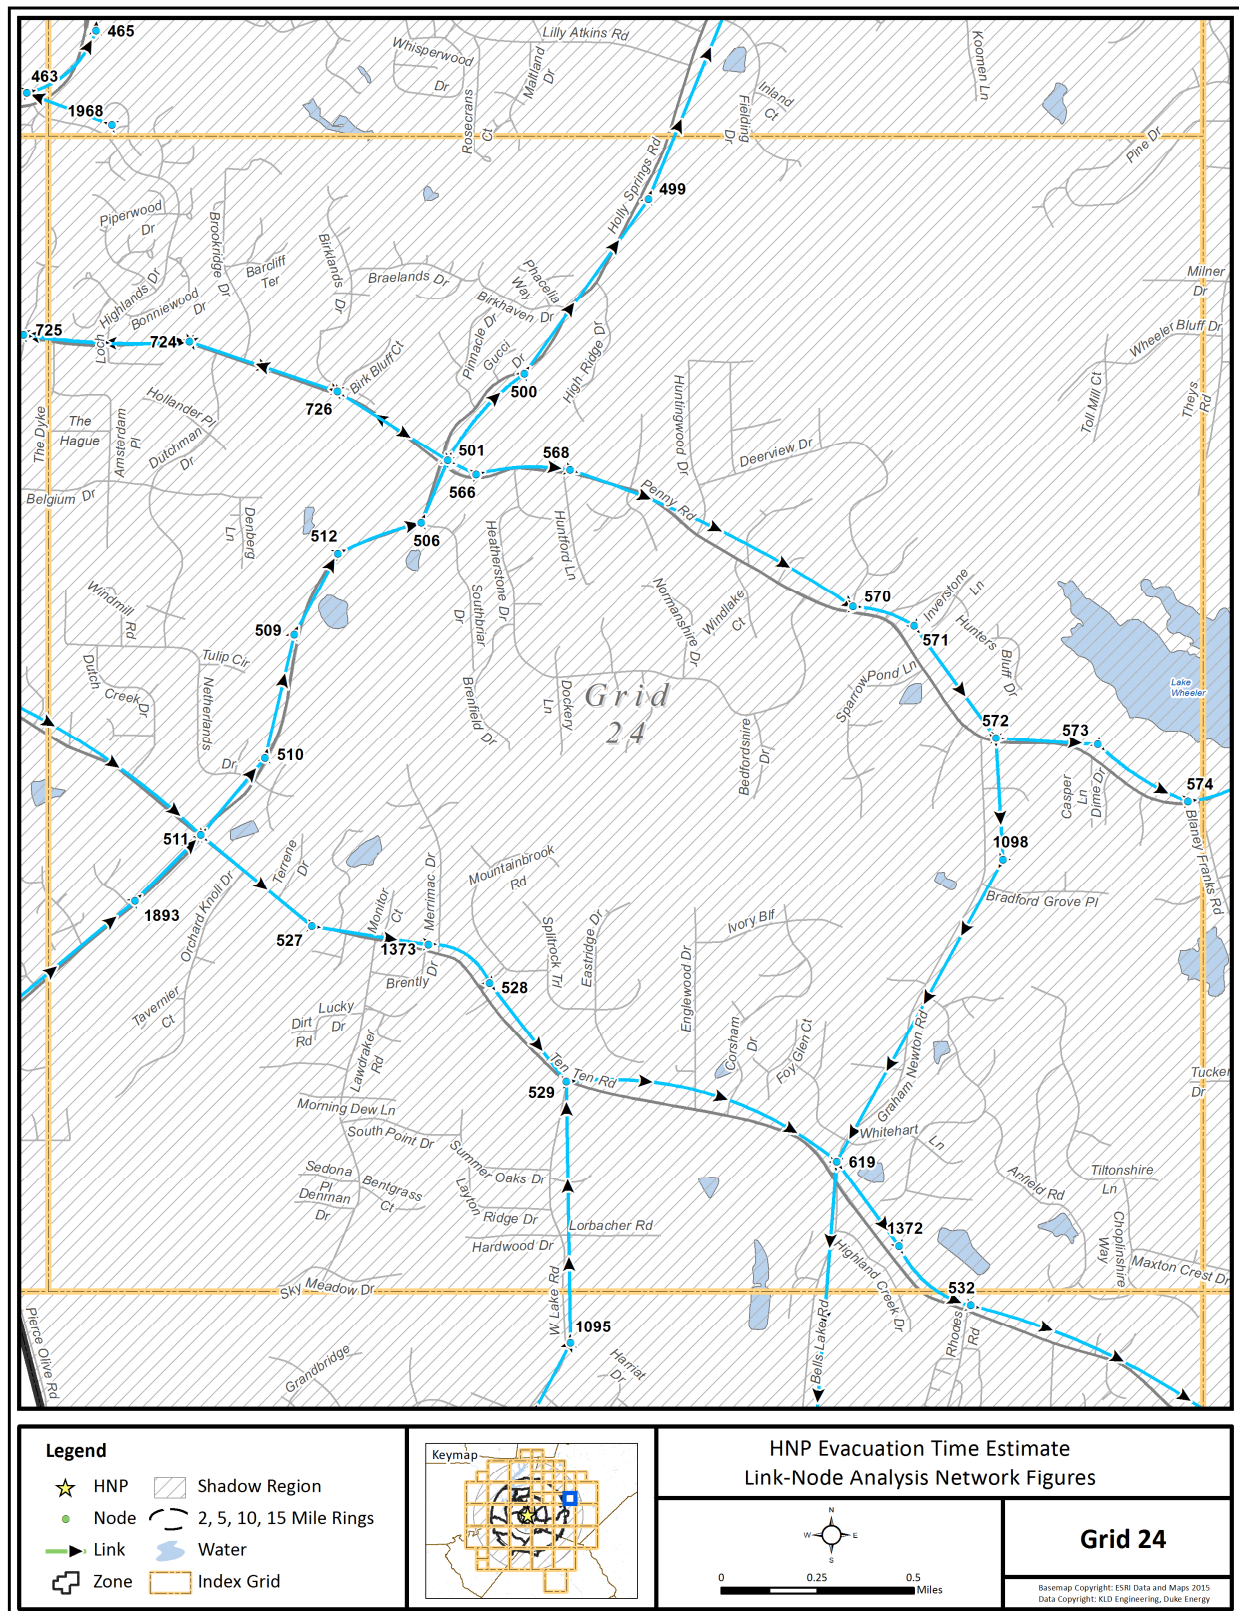 465
463
1968
Lilly Atkins Rd
Whisperwood
Dr
Rosecrans
Ct
Maitland
Dr
Koomen Ln
Inland
Ct
Fielding
Dr
Pine Dr
Holly Springs Rd
499
Piperwood
Dr
Brookridge Dr
Barcliff
Ter
Birklands
Dr
Braelands Dr
Phacelia
Way
Birkhaven Dr
Milner
Dr
Highlands Dr
Loch
Bonniewood
Dr
725
724
Pinnacle Dr
Gucci
Dr
High Ridge Dr
Wheeler Bluff Dr
Birk Bluff Ct
726
500
Toll Mill Ct
Theys
Rd
The Dyke
The
Hague
Amsterdam
Pl
Hollander Pl
Dutchman
Dr
Huntingwood Dr
Deerview Dr
501
568
566
Belgium Dr
Denberg
Ln
Penny Rd
512
506
Heatherstone Dr
Huntford Ln
Southbriar
Dr
Windmill
Rd
509
Normanshire Dr
Windlake
Ct
570
571
Inverstone
Ln
Hunters
Bluff Dr
Tulip Cir
Dutch
Creek Dr
Netherlands
Dr
Brenfield Dr
Dockery
Ln
Grid
24
Sparrow Pond Ln
Lake
Wheeler
Bedfordshire
Dr
572
573
574
510
Casper
Ln
Dime Dr
Blaney Franks Rd
511
Terrene
Dr
1098
1893
Orchard Knoll Dr
Monitor
Ct
Merrimac Dr
Mountainbrook
Rd
Bradford Grove Pl
527
1373
Brently
Dr
528
Splitrock Trl
Eastridge Dr
Englewood Dr
Ivory Blf
Tavernier
Ct
Lucky
Dr
Dirt
Rd
Lawdraker
Rd
Corsham
Dr
Foy Glen Ct
Graham Newton Rd
Ten Ten Rd
529
Tucker
Dr
Morning Dew Ln
South Point Dr
Whitehart
Ln
619
Summer Oaks Dr
Sedona
Pl
Denman
Dr
Bentgrass
Ct
Layton
Ridge Dr
Lorbacher Rd
Hardwood Dr
Anfield Rd
Tiltonshire
Ln
Choplinshire
Way
1372
Highland Creek Dr
Maxton Crest Dr
Sky Meadow Dr
W Lake Rd
532
Bells Lake Rd
Rhodes
Rd
1095
Pierce Olive Rd
Grandbridge
Harriat
Dr
Legend
HNP
Shadow Region
Node
2, 5, 10, 15 Mile Rings
Link
Water
Zone
Index Grid
Keymap
HNP Evacuation Time Estimate
Link-Node Analysis Network Figures
N
W E
S
0 0.25 0.5
Miles
Grid 24
Basemap Copyright: ESRI Data and Maps 2015
Data Copyright: KLD Engineering, Duke Energy